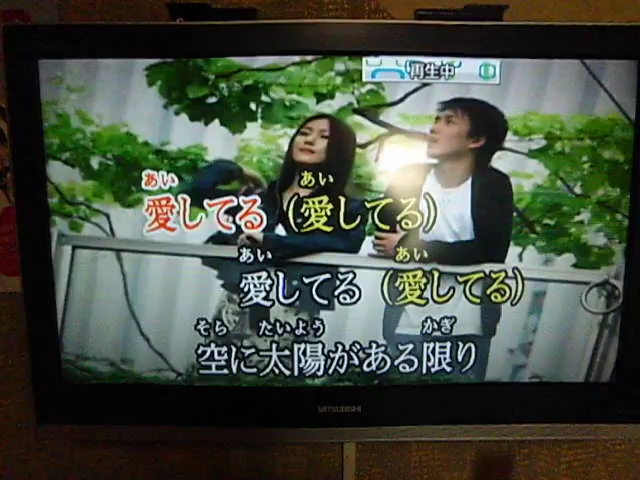 再生中
あい あい
愛してる（愛してる）
あい あい
愛してる（愛してる）
そら たいよう かぎ
空に太陽がある限り
MITSUBISHI